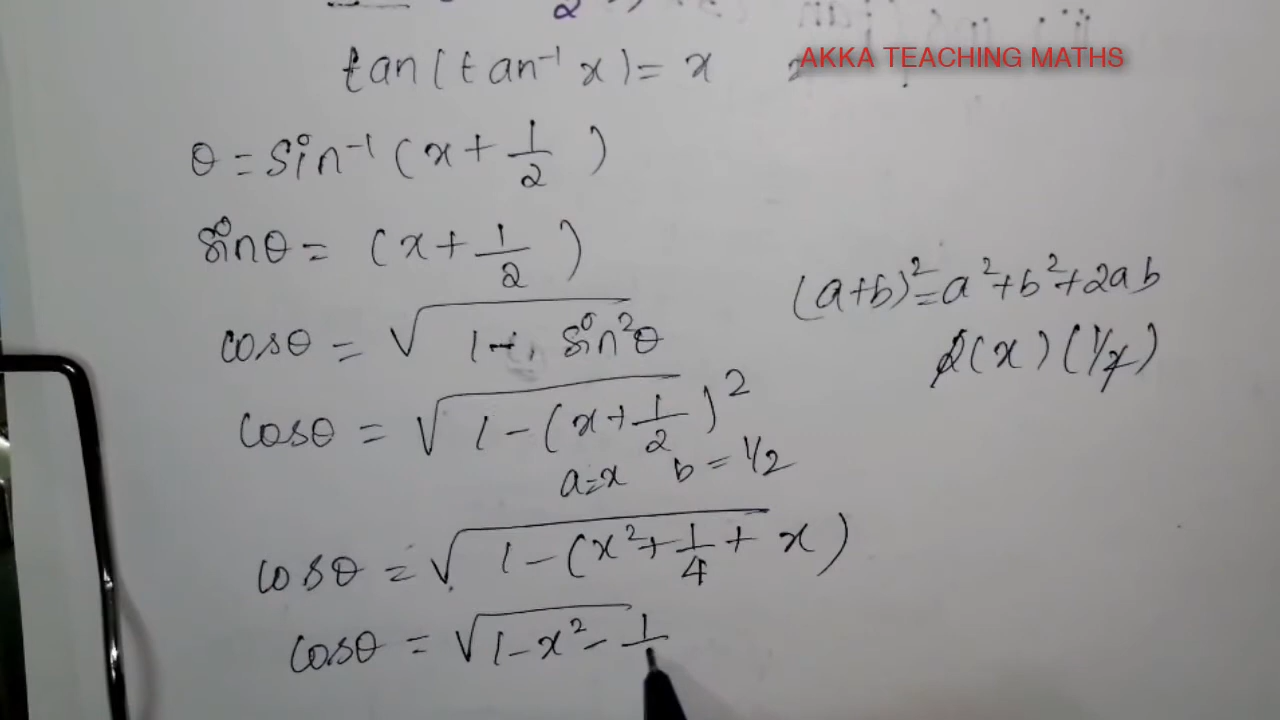 2
tan(tan⁻¹ x) = x
AKKA TEACHING MATHS
θ = sin⁻¹ (x + 1/2)
sinθ = (x + 1/2)
(a+b)² = a² + b² + 2ab
cosθ = √1 - sin²θ
2(x)(1/2)
cosθ = √1 - (x + 1/2)²
a=x b = 1/2
cosθ = √1 - (x² + 1/4 + x)
cosθ = √1 - x² - 1